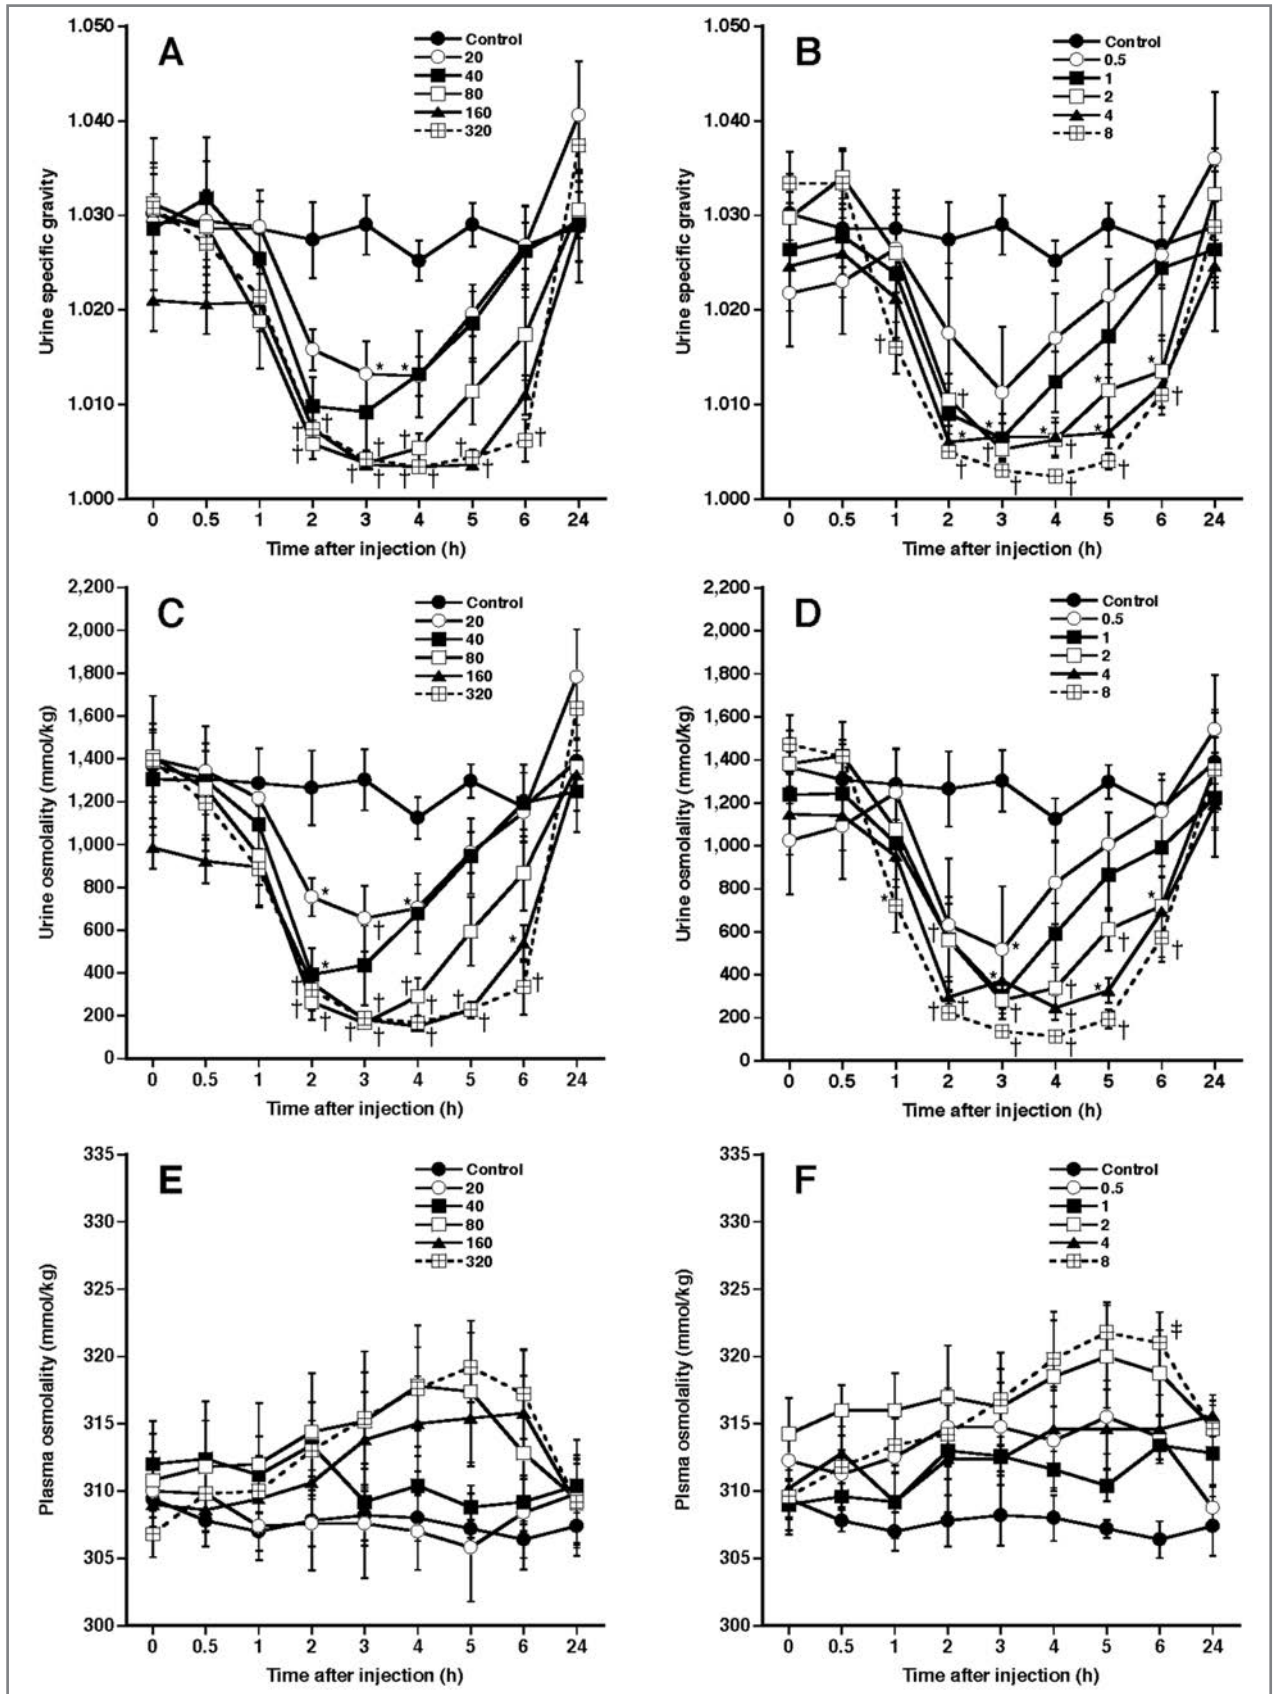 A
Urine specific gravity
1.050
1.040
1.030
1.020
1.010
1.000
Control
20
40
80
160
320
* *
† † † † † † † † † † † †
0 0.5 1 2 3 4 5 6 24
Time after injection (h)
B
Urine specific gravity
1.050
1.040
1.030
1.020
1.010
1.000
Control
0.5
1
2
4
8
0 0.5 1 2 3 4 5 6 24
Time after injection (h)
C
Urine osmolality (mmol/kg)
2,200
2,000
1,800
1,600
1,400
1,200
1,000
800
600
400
200
0
Control
20
40
80
160
320
0 0.5 1 2 3 4 5 6 24
Time after injection (h)
D
Urine osmolality (mmol/kg)
2,200
2,000
1,800
1,600
1,400
1,200
1,000
800
600
400
200
0
Control
0.5
1
2
4
8
0 0.5 1 2 3 4 5 6 24
Time after injection (h)
E
Plasma osmolality (mmol/kg)
335
330
325
320
315
310
305
300
Control
20
40
80
160
320
0 0.5 1 2 3 4 5 6 24
Time after injection (h)
F
Plsma osmolality (mmol/kg)
335
330
325
320
315
310
305
300
Control
0.5
1
2
4
8
‡
0 0.5 1 2 3 4 5 6 24
Time after injection (h)